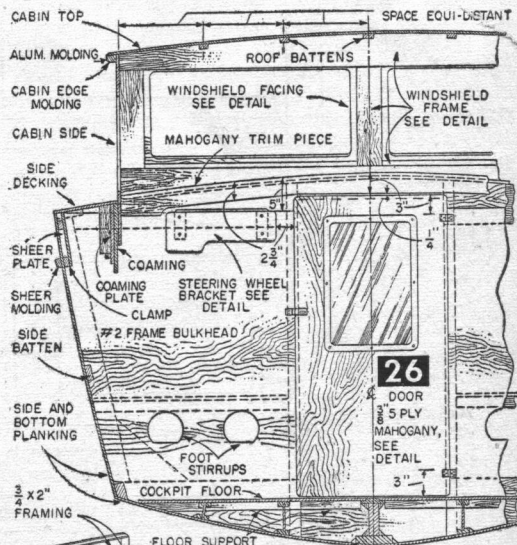 CABIN TOP
SPACE EQUI-DISTANT
ALUM. MOLDING
ROOF BATTENS
CABIN EDGE
MOLDING
WINDSHIELD FACING
SEE DETAIL
WINDSHIELD
FRAME
SEE DETAIL
CABIN SIDE
MAHOGANY TRIM PIECE
SIDE
DECKING
5"
3"
2 3/4"
1/4"
SHEER
PLATE
COAMING
COAMING
PLATE
STEERING WHEEL
BRACKET SEE
DETAIL
SHEER
MOLDING
CLAMP
#2 FRAME BULKHEAD
SIDE
BATTEN
26
DOOR
3/8" 5 PLY
MAHOGANY,
SEE
DETAIL
SIDE AND
BOTTOM
PLANKING
FOOT
STIRRUPS
3"
COCKPIT FLOOR
3/4 x 2"
FRAMING
FLOOR SUPPORT